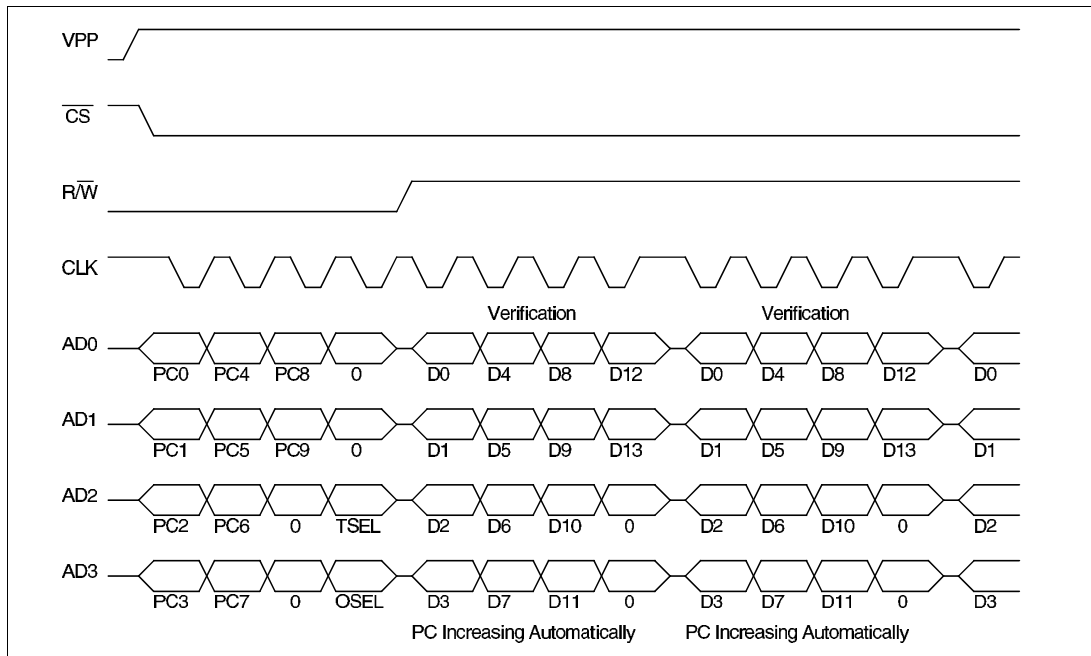 VPP
CS
R/W
CLK
Verification Verification
AD0
PC0 PC4 PC8 0 D0 D4 D8 D12 D0 D4 D8 D12 D0
AD1
PC1 PC5 PC9 0 D1 D5 D9 D13 D1 D5 D9 D13 D1
AD2
PC2 PC6 0 TSEL D2 D6 D10 0 D2 D6 D10 0 D2
AD3
PC3 PC7 0 OSEL D3 D7 D11 0 D3 D7 D11 0 D3
PC Increasing Automatically PC Increasing Automatically